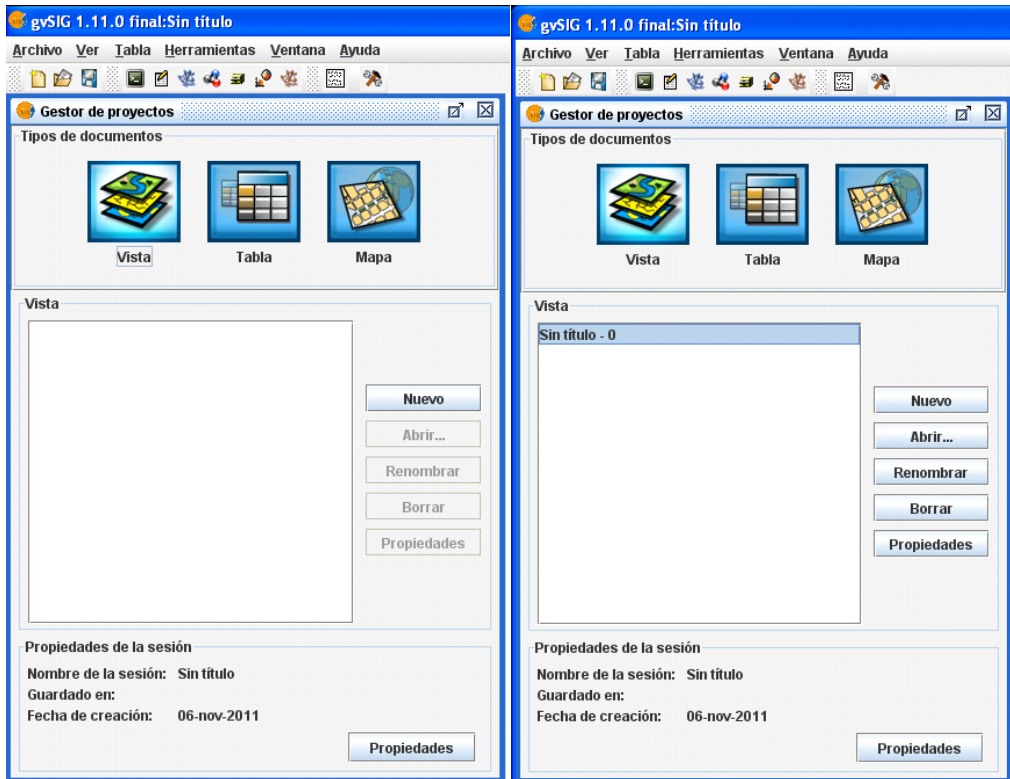 gvSIG 1.11.0 final:Sin título
Archivo Ver Tabla Herramientas Ventana Ayuda
Gestor de proyectos
Tipos de documentos
Vista Tabla Mapa
Vista
Nuevo
Abrir...
Renombrar
Borrar
Propiedades
Propiedades de la sesión
Nombre de la sesión: Sin título
Guardado en:
Fecha de creación: 06-nov-2011
Propiedades
gvSIG 1.11.0 final:Sin título
Archivo Ver Tabla Herramientas Ventana Ayuda
Gestor de proyectos
Tipos de documentos
Vista Tabla Mapa
Vista
Sin título - 0
Nuevo
Abrir...
Renombrar
Borrar
Propiedades
Propiedades de la sesión
Nombre de la sesión: Sin título
Guardado en:
Fecha de creación: 06-nov-2011
Propiedades